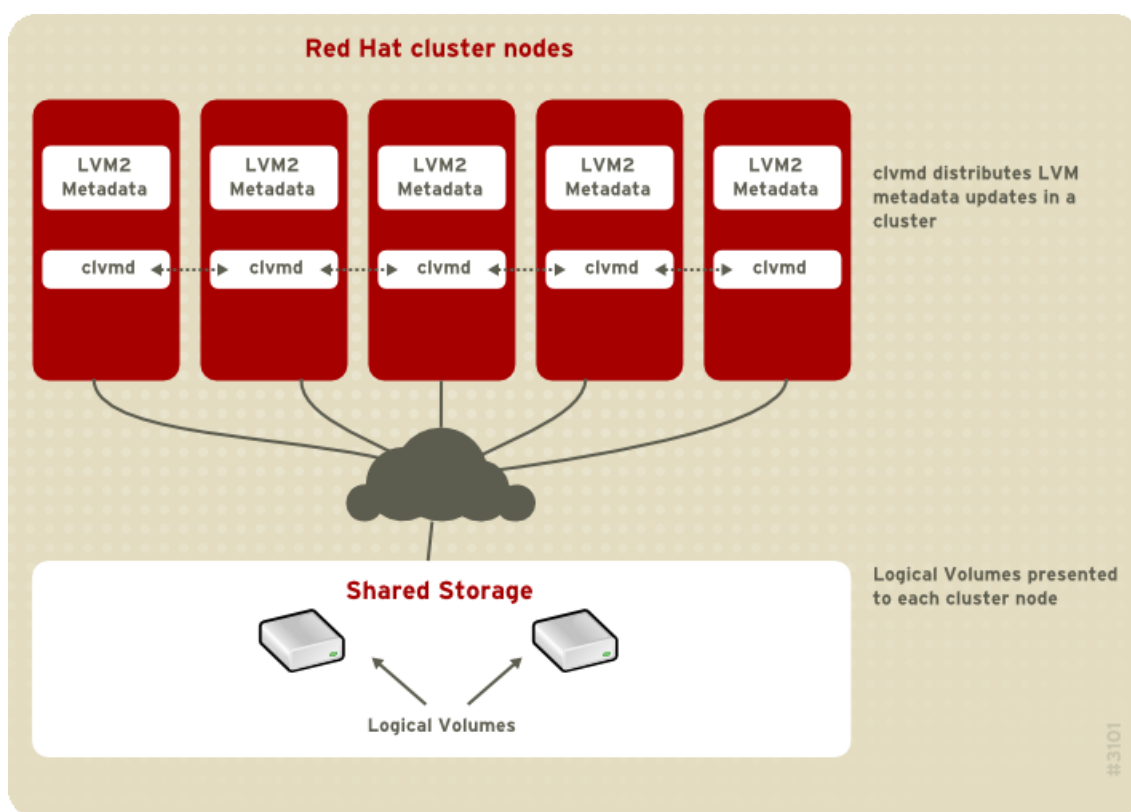 Red Hat cluster nodes
LVM2
Metadata
LVM2
Metadata
LVM2
Metadata
LVM2
Metadata
LVM2
Metadata
clvmd distributes LVM
metadata updates in a
cluster
clvmd
clvmd
clvmd
clvmd
clvmd
Shared Storage
Logical Volumes presented
to each cluster node
Logical Volumes
#3101